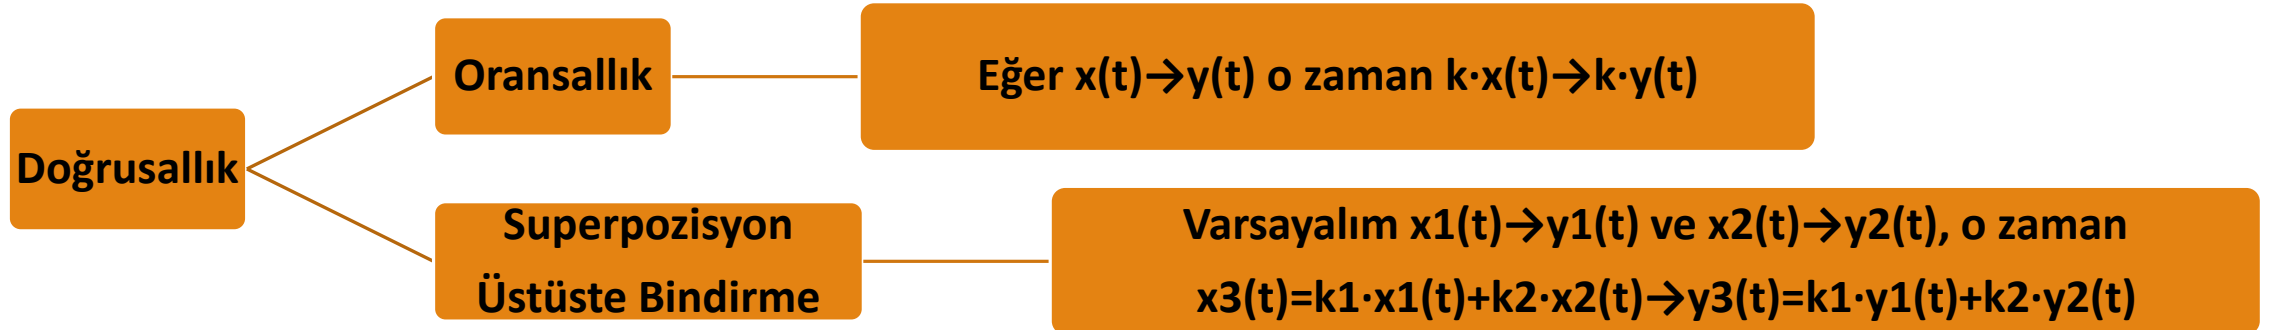 Doğrusallık
Oransallık
Eğer x(t)→y(t) o zaman k·x(t)→k·y(t)
Superpozisyon
Üstüste Bindirme
Varsayalım x1(t)→y1(t) ve x2(t)→y2(t), o zaman
x3(t)=k1·x1(t)+k2·x2(t)→y3(t)=k1·y1(t)+k2·y2(t)